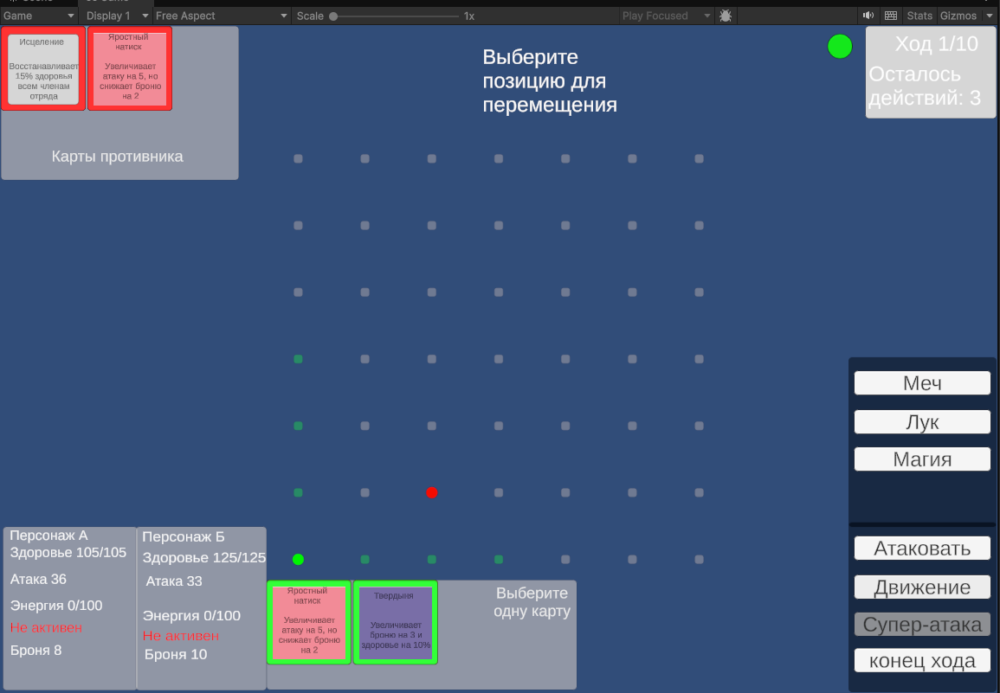 Game
Display 1
Free Aspect
Scale
1x
Play Focused
Stats
Gizmos
Исцеление
Восстанавливает
15% здоровья
всем членам
отряда
Яростный
натиск
Увеличивает
атаку на 5, но
снижает броню
на 2
Карты противника
Выберите
позицию для
перемещения
Ход 1/10
Осталось
действий: 3
Меч
Лук
Магия
Атаковать
Движение
Супер-атака
конец хода
Персонаж А
Здоровье 105/105
Атака 36
Энергия 0/100
Не активен
Броня 8
Персонаж Б
Здоровье 125/125
Атака 33
Энергия 0/100
Не активен
Броня 10
Яростный
натиск
Увеличивает
атаку на 5, но
снижает броню
на 2
Твердыня
Увеличивает
броню на 3 и
здоровье на 10%
Выберите
одну карту